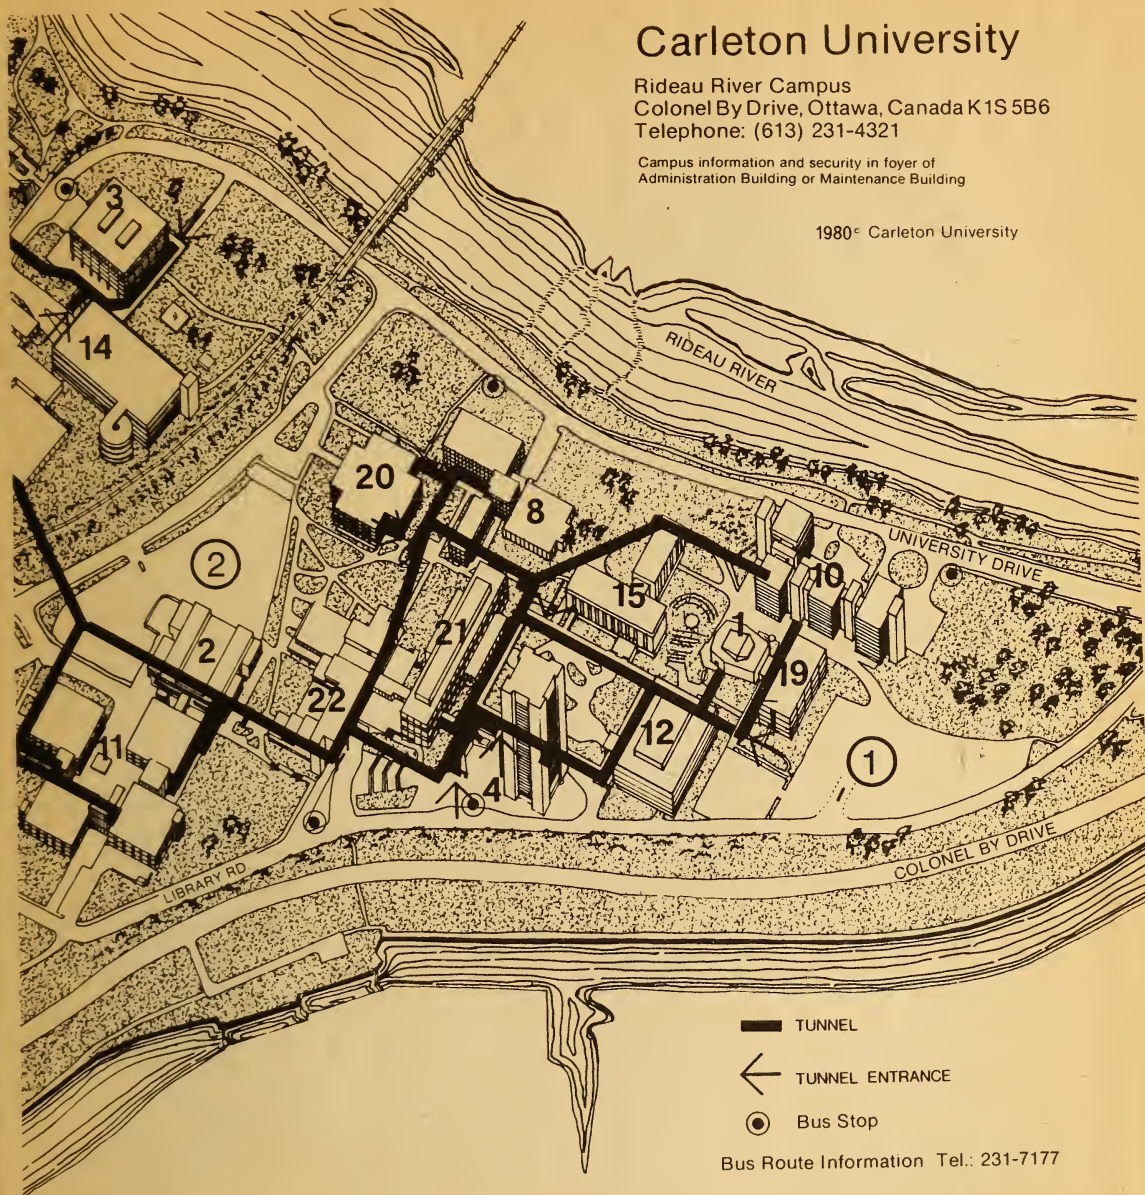 Carleton University
Rideau River Campus
Colonel By Drive, Ottawa, Canada K1S 5B6
Telephone: (613) 231-4321
Campus information and security in foyer of
Administration Building or Maintenance Building
1980c Carleton University
3
14
RIDEAU RIVER
20
8
UNIVERSITY DRIVE
2
10
15
1
21
2
19
22
12
11
1
4
COLONEL BY DRIVE
LIBRARY RD
TUNNEL
TUNNEL ENTRANCE
Bus Stop
Bus Route Information Tel.: 231-7177